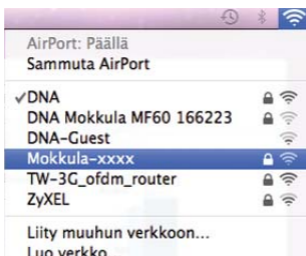 AirPort: Päällä
Sammuta AirPort
✓DNA
DNA Mokkula MF60 166223
DNA-Guest
Mokkula-xxxx
TW-3G_ofdm_router
ZyXEL
Liity muuhun verkkoon...
Luo verkko